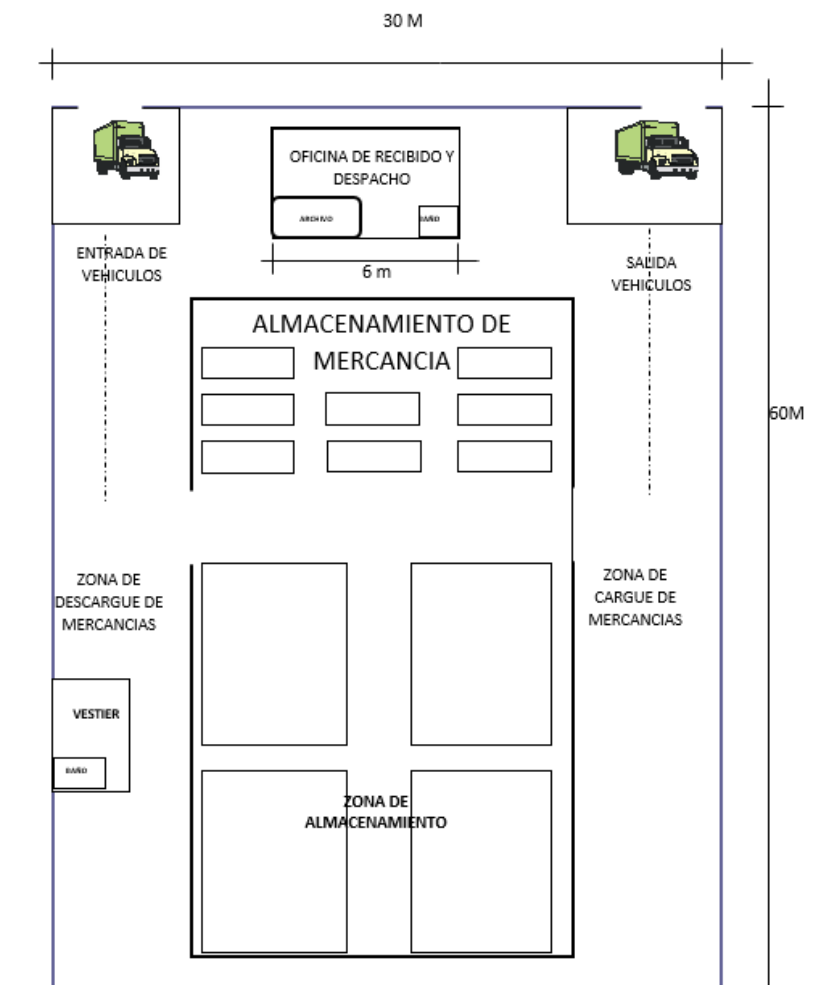 30 M
OFICINA DE RECIBIDO Y
DESPACHO
ARCHIVO
BAÑO
ENTRADA DE
VEHICULOS
6 m
SALIDA
VEHICULOS
ALMACENAMIENTO DE
MERCANCIA
60M
ZONA DE
DESCARGUE DE
MERCANCIAS
ZONA DE
CARGUE DE
MERCANCIAS
VESTIER
BAÑO
ZONA DE
ALMACENAMIENTO